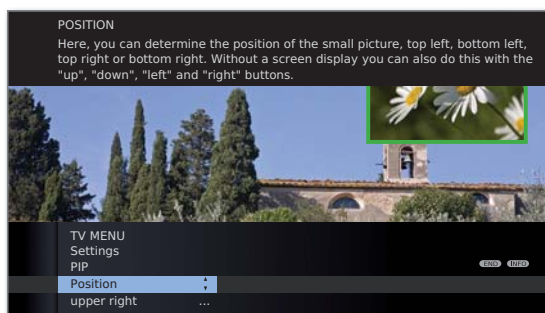 POSITION
Here, you can determine the position of the small picture, top left, bottom left,
top right or bottom right. Without a screen display you can also do this with the
"up", "down", "left" and "right" buttons.
TV MENU
Settings
PIP
END INFO
Position
upper right ...